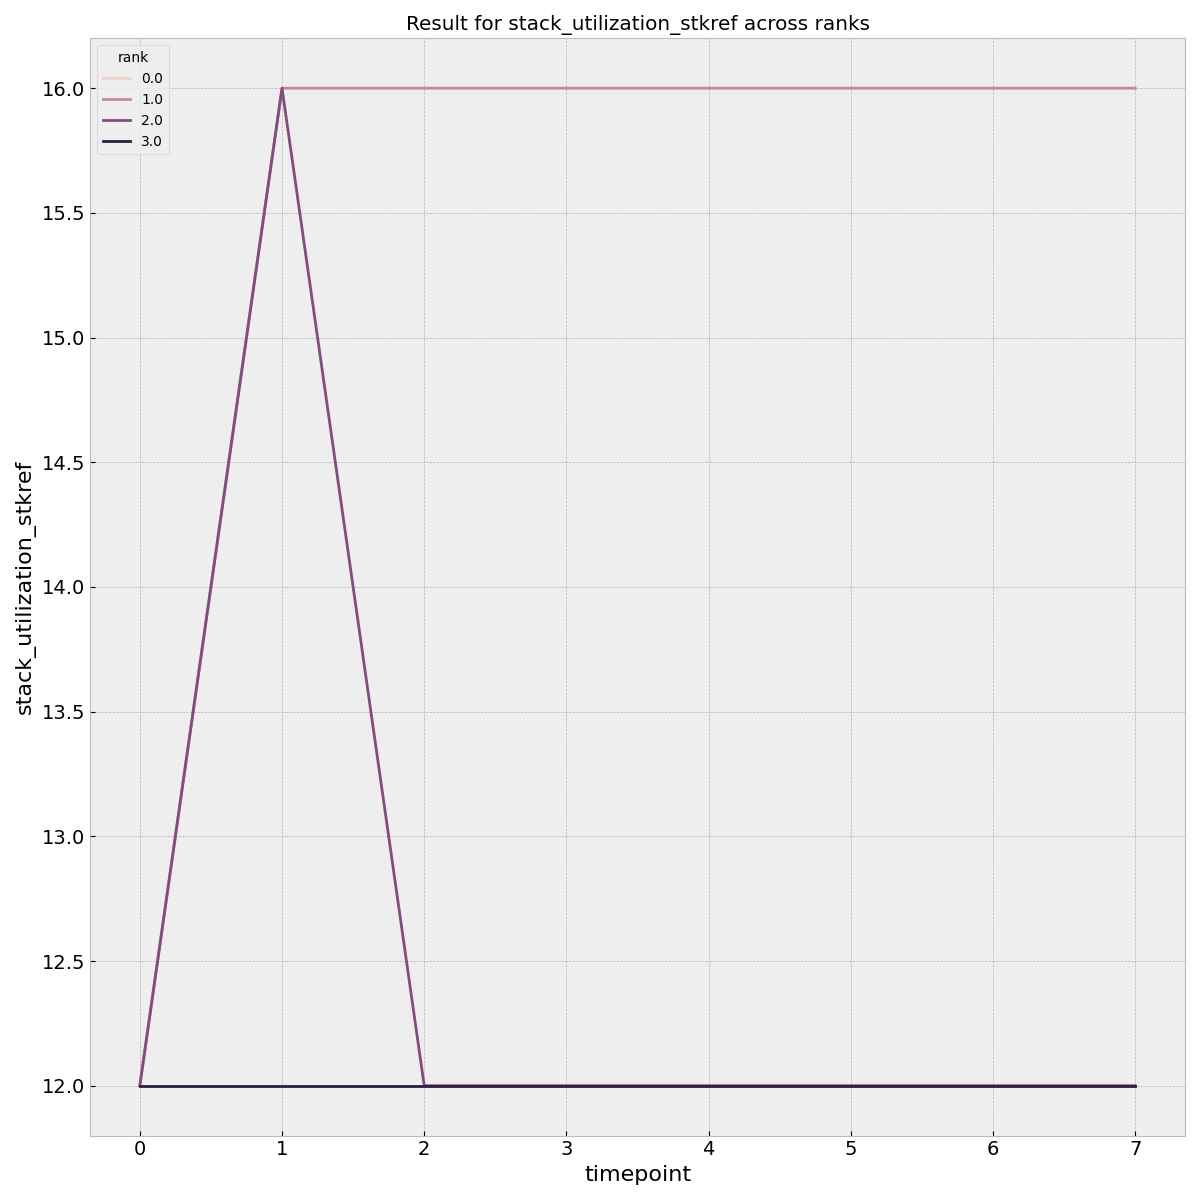 Result for stack_utilization_stkref across ranks
rank
0.0
1.0
2.0
3.0
16.0
15.5
15.0
14.5
14.0
13.5
13.0
12.5
12.0
stack_utilization_stkref
0 1 2 3 4 5 6 7
timepoint